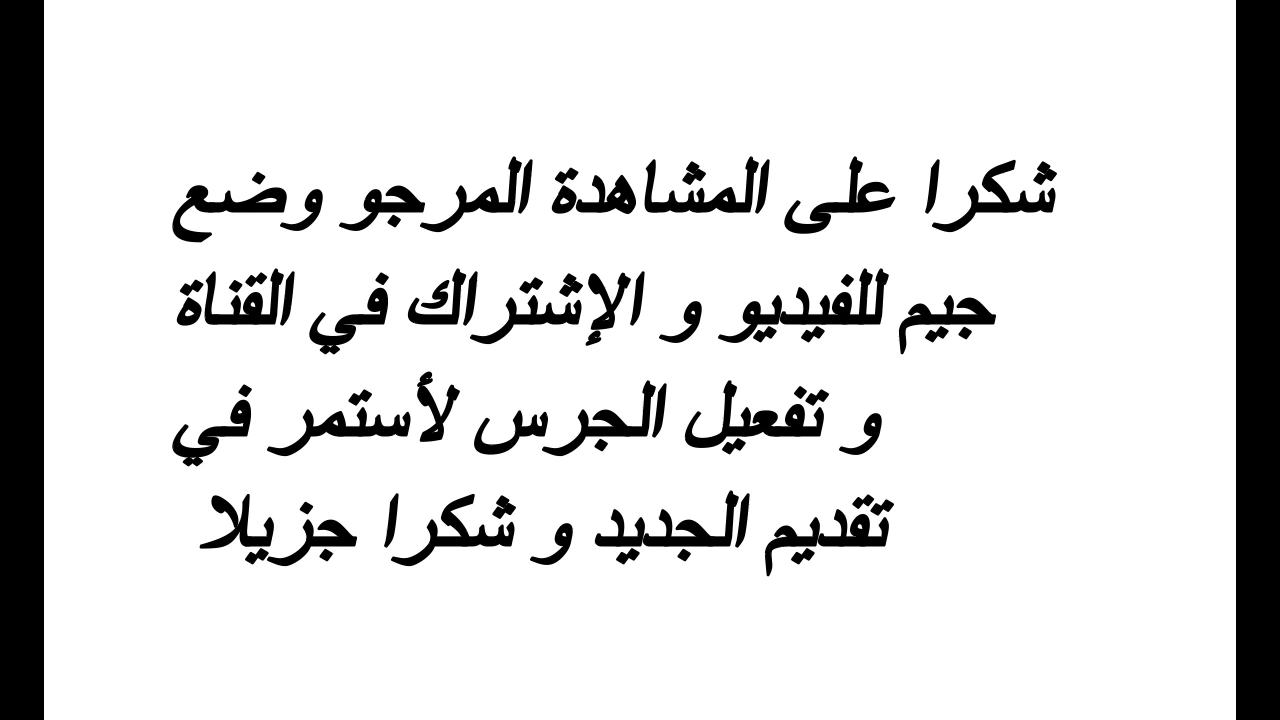 شكرا على المشاهدة المرجو وضع
جيم للفيديو و الإشتراك في القناة
و تفعيل الجرس لأستمر في
تقديم الجديد و شكرا جزيلا